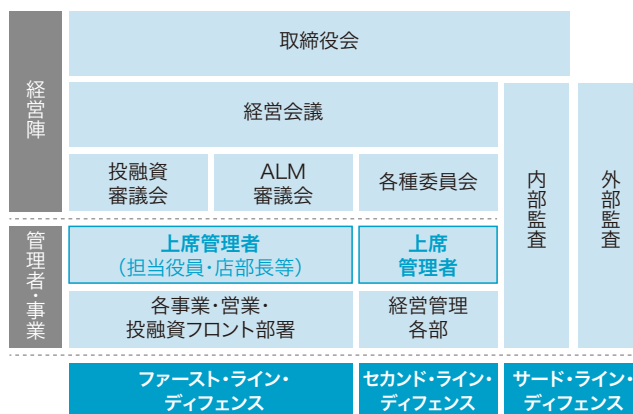 取締役会
経営陣
経営会議
投融資
審議会
ALM
審議会
各種委員会
内部監査
外部監査
管理者・事業
上席管理者
（担当役員・店部長等）
上席
管理者
各事業・営業・
投融資フロント部署
経営管理
各部
ファースト・ライン・
ディフェンス
セカンド・ライン・
ディフェンス
サード・ライン・
ディフェンス